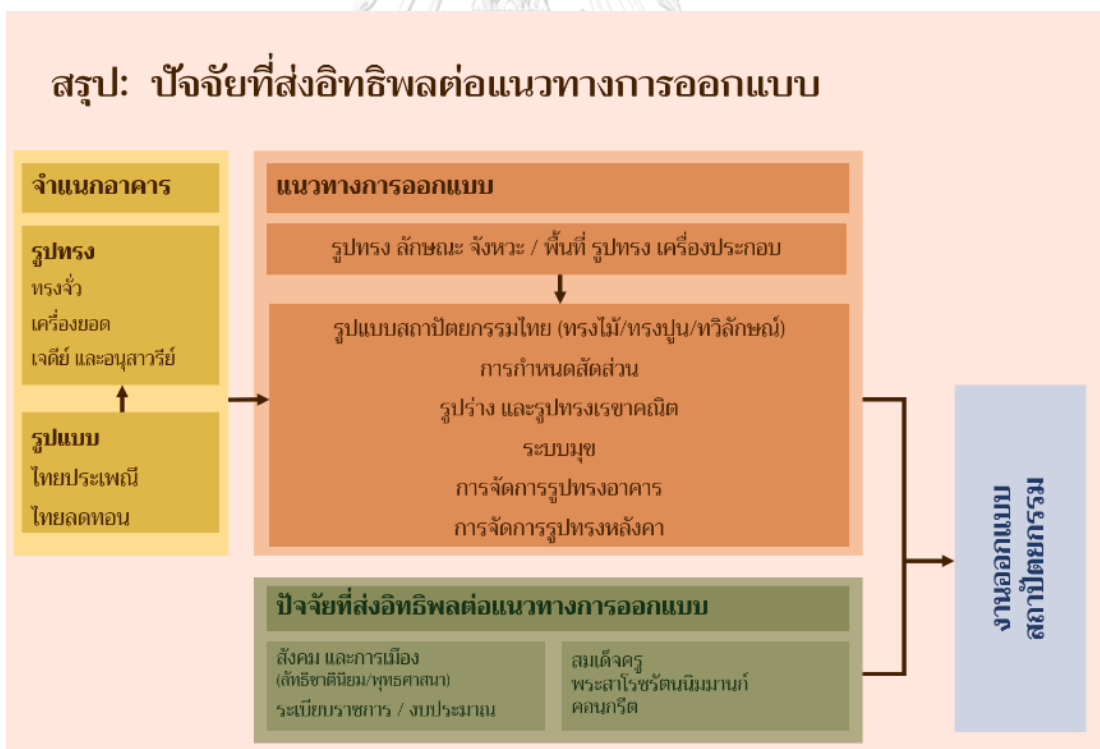 สรุป: ปัจจัยที่ส่งอิทธิพลต่อแนวทางการออกแบบ
จำแนกอาคาร
รูปทรง
ทรงจั่ว
เครื่องยอด
เจดีย์ และอนุสาวรีย์
รูปแบบ
ไทยประเพณี
ไทยลดทอน
แนวทางการออกแบบ
รูปทรง ลักษณะ จังหวะ / พื้นที่ รูปทรง เครื่องประกอบ
รูปแบบสถาปัตยกรรมไทย (ทรงไม้/ทรงปูน/ทวิลักษณ์)
การกำหนดสัดส่วน
รูปร่าง และรูปทรงเรขาคณิต
ระบบมุข
การจัดการรูปทรงอาคาร
การจัดการรูปทรงหลังคา
ปัจจัยที่ส่งอิทธิพลต่อแนวทางการออกแบบ
สังคม และการเมือง
(ลัทธิชาตินิยม/พุทธศาสนา)
ระเบียบราชการ / งบประมาณ
สมเด็จครู
พระสาโรชรัตนนิมมานก์
คอนกรีต
งานออกแบบ
สถาปัตยกรรม